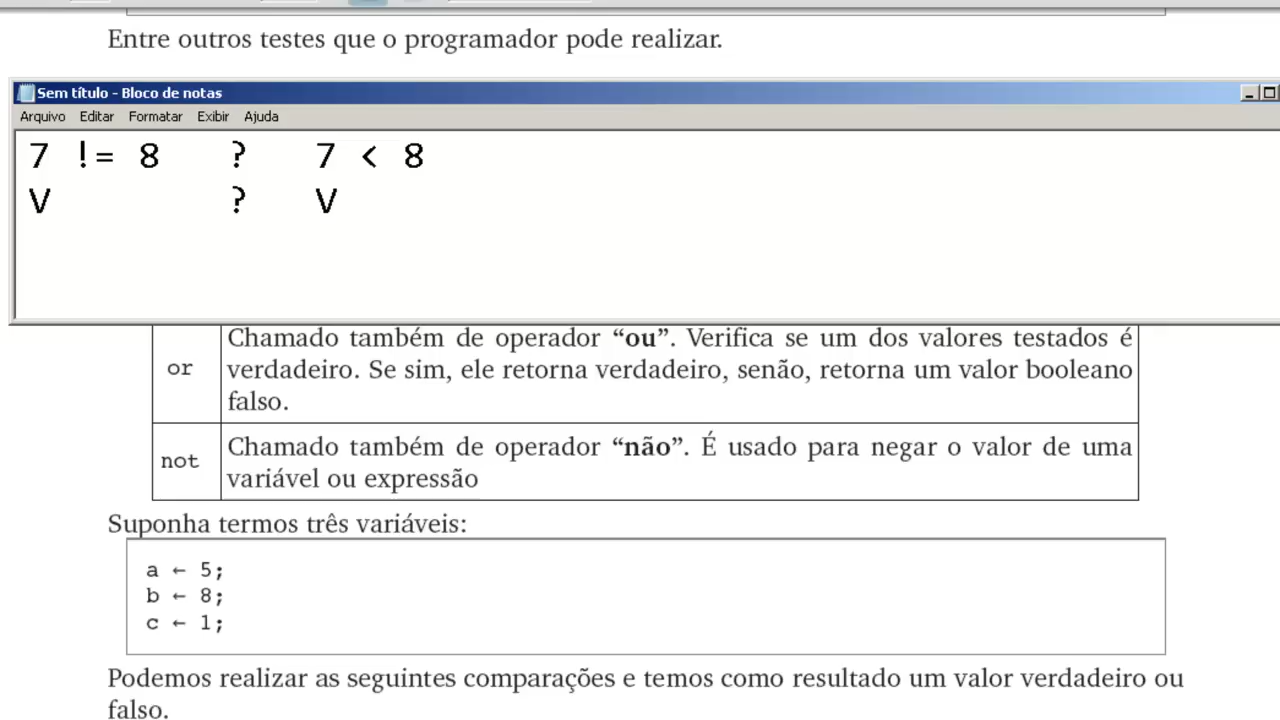 Entre outros testes que o programador pode realizar.
Sem título - Bloco de notas
Arquivo Editar Formatar Exibir Ajuda
7 != 8 ? 7 < 8
V ? V
Chamado também de operador “ou”. Verifica se um dos valores testados é
or verdadeiro. Se sim, ele retorna verdadeiro, senão, retorna um valor booleano
falso.
Chamado também de operador “não”. É usado para negar o valor de uma
not variável ou expressão
Suponha termos três variáveis:
a ← 5;
b ← 8;
c ← 1;
Podemos realizar as seguintes comparações e temos como resultado um valor verdadeiro ou
falso.